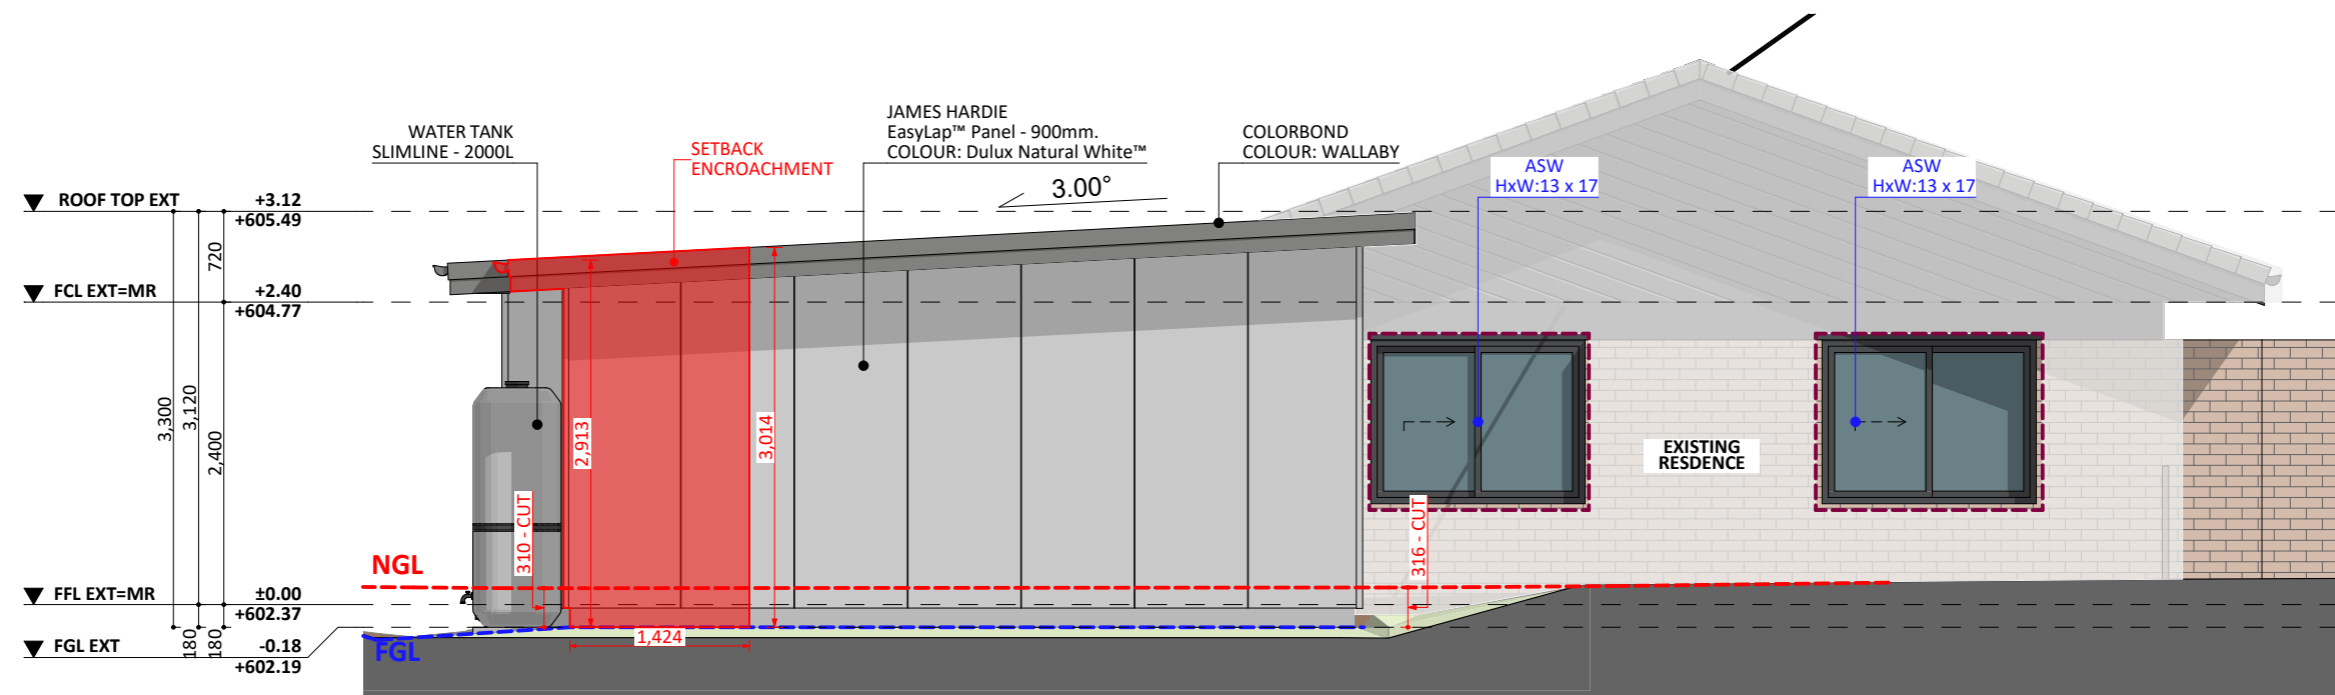 JAMES HARDIE
EasyLap™ Panel - 900mm.
COLOUR: Dulux Natural White™
WATER TANK
SLIMLINE - 2000L
SETBACK
ENCROACHMENT
COLORBOND
COLOUR: WALLABY
3.00°
ASW
HxW:13 x 17
ASW
HxW:13 x 17
ROOF TOP EXT
+3.12
+605.49
720
FCL EXT=MR
+2.40
+604.77
3,300
3,120
2,400
2,913
3,014
310 - CUT
316 - CUT
EXISTING
RESDENCE
NGL
FFL EXT=MR
±0.00
+602.37
180
180
FGL EXT
-0.18
+602.19
FGL
1,424